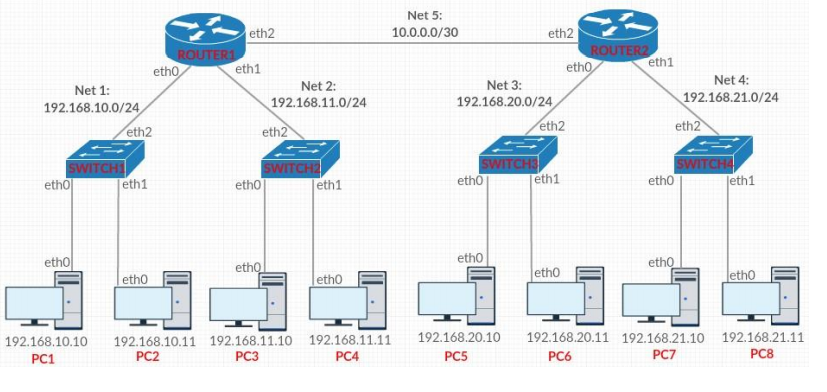 Net 5:
10.0.0.0/30
eth2
eth2
ROUTER1
ROUTER2
eth0
eth1
eth0
eth1
Net 1:
192.168.10.0/24
Net 2:
192.168.11.0/24
Net 3:
192.168.20.0/24
Net 4:
192.168.21.0/24
eth2
eth2
eth2
eth2
SWITCH1
SWITCH2
SWITCH3
SWITCH4
eth0
eth1
eth0
eth1
eth0
eth1
eth0
eth1
eth0
eth0
eth0
eth0
eth0
eth0
eth0
eth0
192.168.10.10
192.168.10.11
192.168.11.10
192.168.11.11
192.168.20.10
192.168.20.11
192.168.21.10
192.168.21.11
PC1
PC2
PC3
PC4
PC5
PC6
PC7
PC8